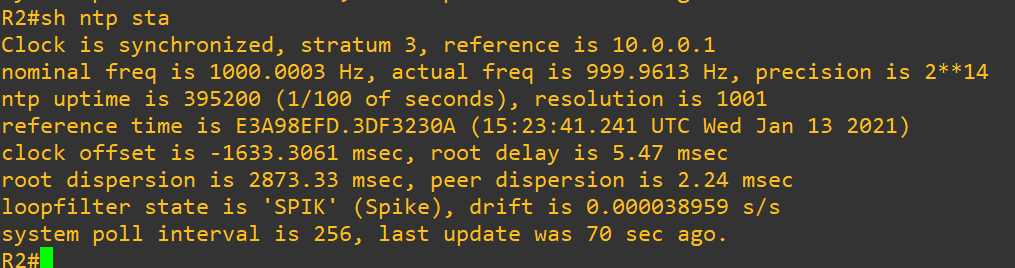 R2#sh ntp sta
Clock is synchronized, stratum 3, reference is 10.0.0.1
nominal freq is 1000.0003 Hz, actual freq is 999.9613 Hz, precision is 2**14
ntp uptime is 395200 (1/100 of seconds), resolution is 1001
reference time is E3A98EFD.3DF3230A (15:23:41.241 UTC Wed Jan 13 2021)
clock offset is -1633.3061 msec, root delay is 5.47 msec
root dispersion is 2873.33 msec, peer dispersion is 2.24 msec
loopfilter state is 'SPIK' (Spike), drift is 0.000038959 s/s
system poll interval is 256, last update was 70 sec ago.
R2#